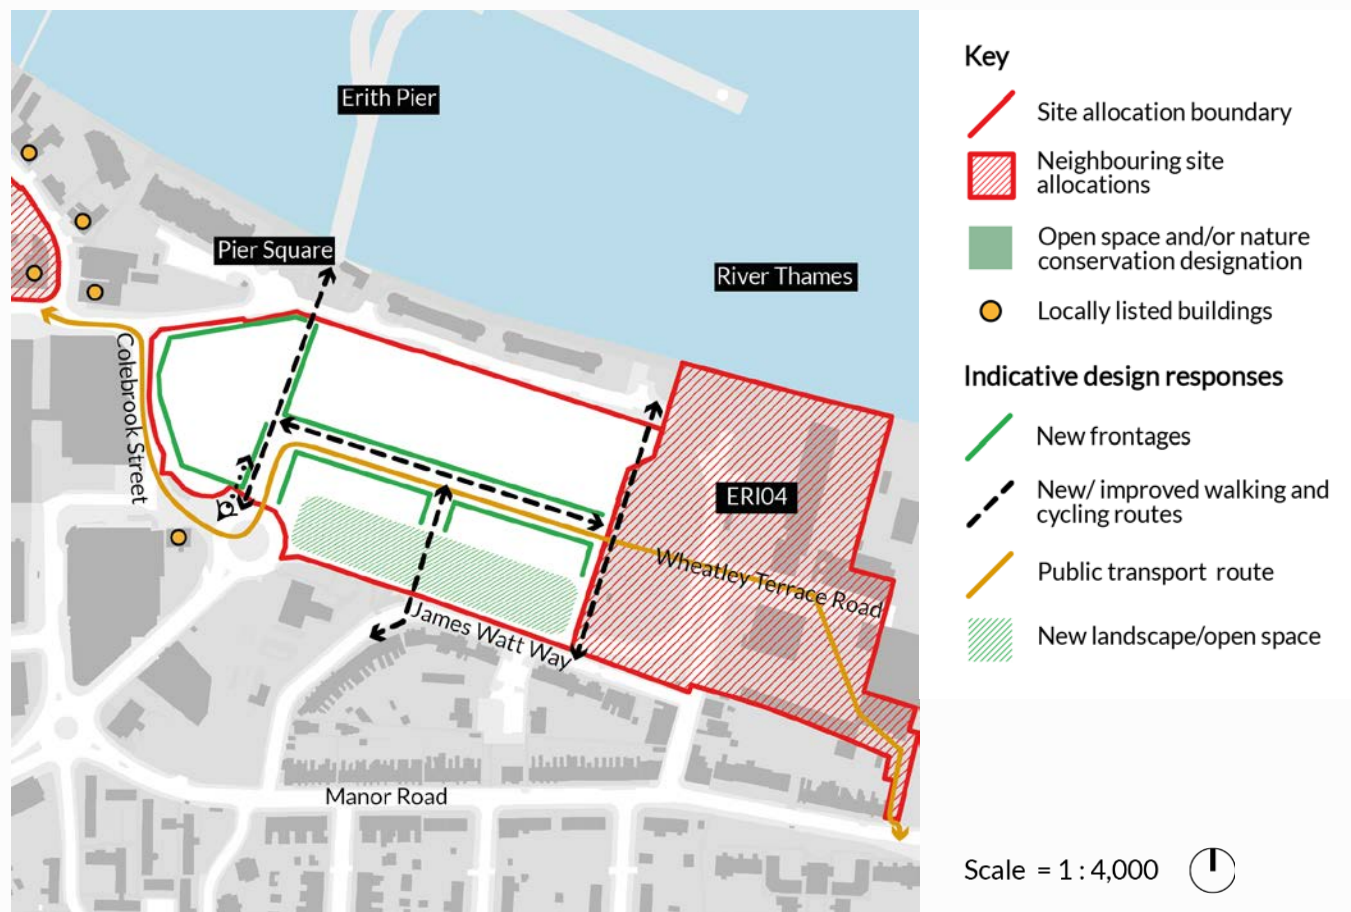 Erith Pier
Pier Square
River Thames
Colebrook Street
ERI04
Wheatley Terrace Road
James Watt Way
Manor Road
Key
Site allocation boundary
Neighbouring site
allocations
Open space and/or nature
conservation designation
Locally listed buildings
Indicative design responses
New frontages
New/ improved walking and
cycling routes
Public transport route
New landscape/open space
Scale = 1 : 4,000